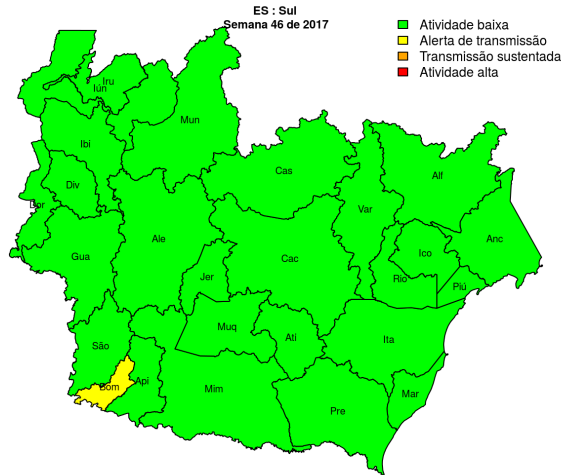 ES : Sul
Semana 46 de 2017
Atividade baixa
Alerta de transmissão
Transmissão sustentada
Atividade alta
Iru
Iún
Mun
Ibi
Cas
Alf
Div
Dor
Var
Anc
Ale
Ico
Gua
Cac
Jer
Rio
Piú
Muq
Ati
Ita
São
Bom
Api
Mim
Mar
Pre